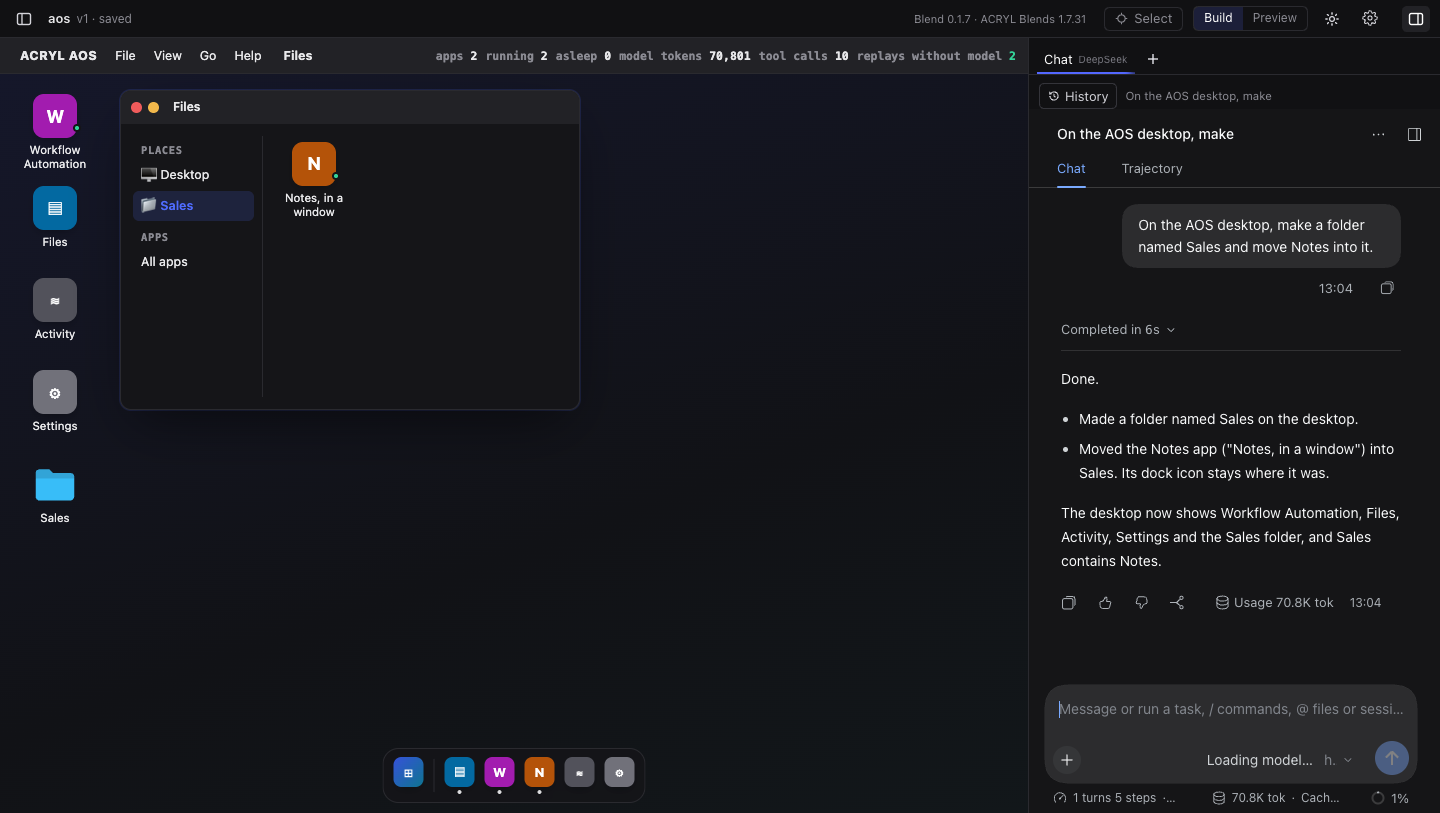 aos v1 · saved
Blend 0.1.7 · ACRYL Blends 1.7.31
Select
Build
Preview
ACRYL AOS
File
View
Go
Help
Files
apps 2 running 2 asleep 0 model tokens 70,801 tool calls 10 replays without model 2
W
Workflow
Automation
Files
Activity
Settings
Sales
Files
PLACES
Desktop
Sales
APPS
All apps
N
Notes, in a
window
W
N
Chat DeepSeek
History
On the AOS desktop, make
On the AOS desktop, make
Chat
Trajectory
On the AOS desktop, make a folder
named Sales and move Notes into it.
13:04
Completed in 6s
Done.
• Made a folder named Sales on the desktop.
• Moved the Notes app ("Notes, in a window") into
Sales. Its dock icon stays where it was.
The desktop now shows Workflow Automation, Files,
Activity, Settings and the Sales folder, and Sales
contains Notes.
Usage 70.8K tok
13:04
Message or run a task, / commands, @ files or sessi...
Loading model... h.
1 turns 5 steps ·...
70.8K tok · Cach...
1%